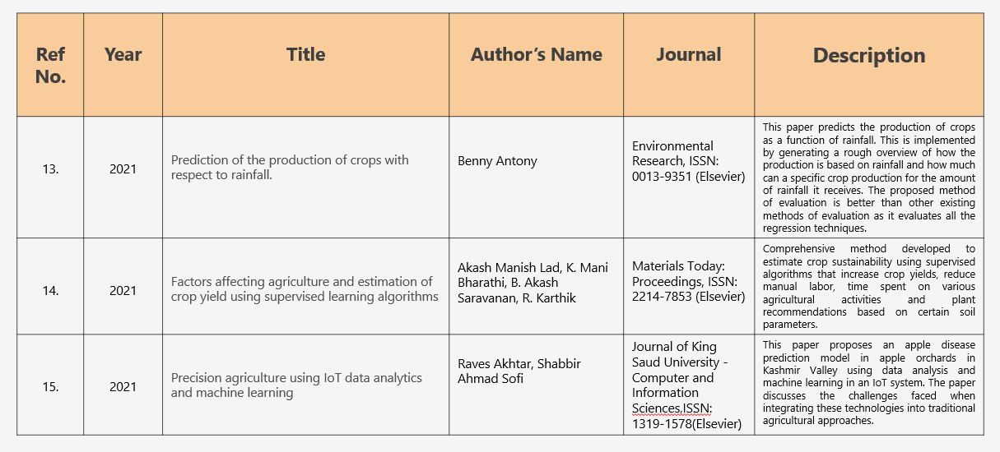 Ref
No.
Year
Title
Author's Name
Journal
Description
13.
2021
Prediction of the production of crops with
respect to rainfall.
Benny Antony
Environmental
Research, ISSN:
0013-9351 (Elsevier)
This paper predicts the production of crops
as a function of rainfall. This is implemented
by generating a rough overview of how the
production is based on rainfall and how much
can a specific crop production for the amount
of rainfall it receives. The proposed method
of evaluation is better than other existing
methods of evaluation as it evaluates all the
regression techniques.
14.
2021
Factors affecting agriculture and estimation of
crop yield using supervised learning algorithms
Akash Manish Lad, K. Mani
Bharathi, B. Akash
Saravanan, R. Karthik
Materials Today:
Proceedings, ISSN:
2214-7853 (Elsevier)
Comprehensive method developed to
estimate crop sustainability using supervised
algorithms that increase crop yields, reduce
manual labor, time spent on various
agricultural activities and plant
recommendations based on certain soil
parameters.
15.
2021
Precision agriculture using IoT data analytics
and machine learning
Raves Akhtar, Shabbir
Ahmad Sofi
Journal of King
Saud University -
Computer and
Information
Sciences,ISSN:
1319-1578(Elsevier)
This paper proposes an apple disease
prediction model in apple orchards in
Kashmir Valley using data analysis and
machine learning in an IoT system. The paper
discusses the challenges faced when
integrating these technologies into traditional
agricultural approaches.